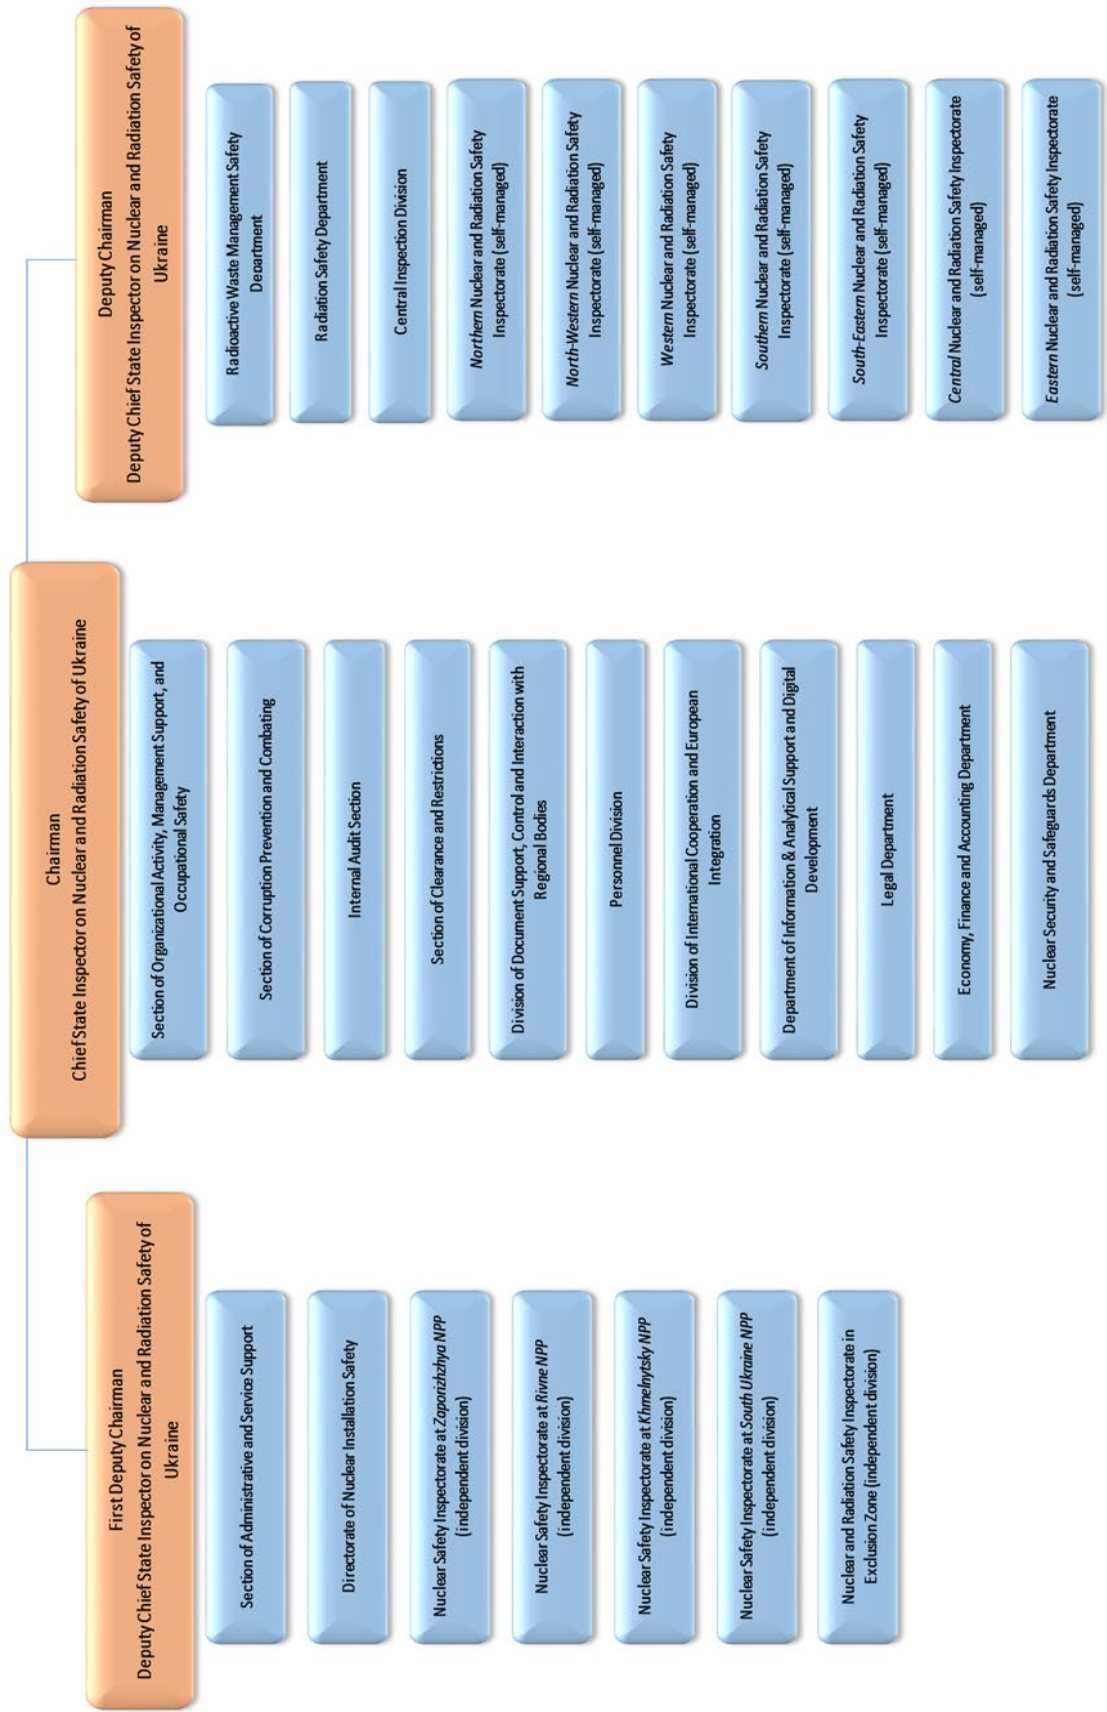 Chairman
Chief State Inspector on Nuclear and Radiation Safety of Ukraine
First Deputy Chairman
Deputy Chief State Inspector on Nuclear and Radiation Safety of
Ukraine
Section of Administrative and Service Support
Directorate of Nuclear Installation Safety
Nuclear Safety Inspectorate at Zaporizhzhya NPP
(independent division)
Nuclear Safety Inspectorate at Rivne NPP
(independent division)
Nuclear Safety Inspectorate at Khmelnytsky NPP
(independent division)
Nuclear Safety Inspectorate at South Ukraine NPP
(independent division)
Nuclear and Radiation Safety Inspectorate in
Exclusion Zone (independent division)
Section of Organizational Activity, Management Support, and
Occupational Safety
Section of Corruption Prevention and Combating
Internal Audit Section
Section of Clearance and Restrictions
Division of Document Support, Control and Interaction with
Regional Bodies
Personnel Division
Division of International Cooperation and European
Integration
Department of Information & Analytical Support and Digital
Development
Legal Department
Economy, Finance and Accounting Department
Nuclear Security and Safeguards Department
Deputy Chairman
Deputy Chief State Inspector on Nuclear and Radiation Safety of
Ukraine
Radioactive Waste Management Safety
Department
Radiation Safety Department
Central Inspection Division
Northern Nuclear and Radiation Safety
Inspectorate (self-managed)
North-Western Nuclear and Radiation Safety
Inspectorate (self-managed)
Western Nuclear and Radiation Safety
Inspectorate (self-managed)
Southern Nuclear and Radiation Safety
Inspectorate (self-managed)
South-Eastern Nuclear and Radiation Safety
Inspectorate (self-managed)
Central Nuclear and Radiation Safety Inspectorate
(self-managed)
Eastern Nuclear and Radiation Safety Inspectorate
(self-managed)